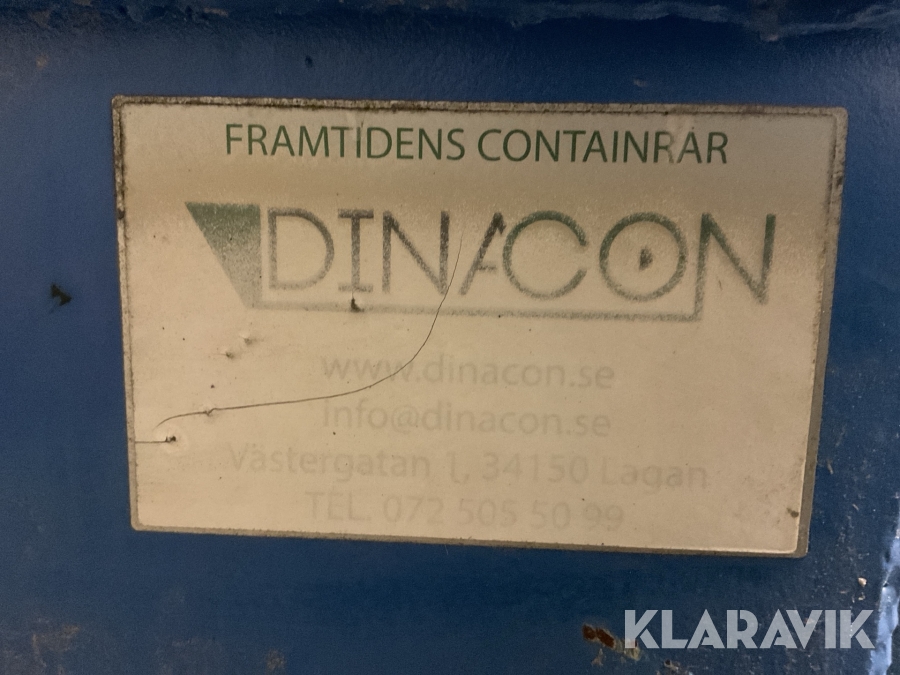 FRAMTIDENS CONTAINRAR
DINACON
www.dinacon.se
info@dinacon.se
Västergatan 1, 34150 Lagan
TEL. 072 505 50 99
KLARAVIK